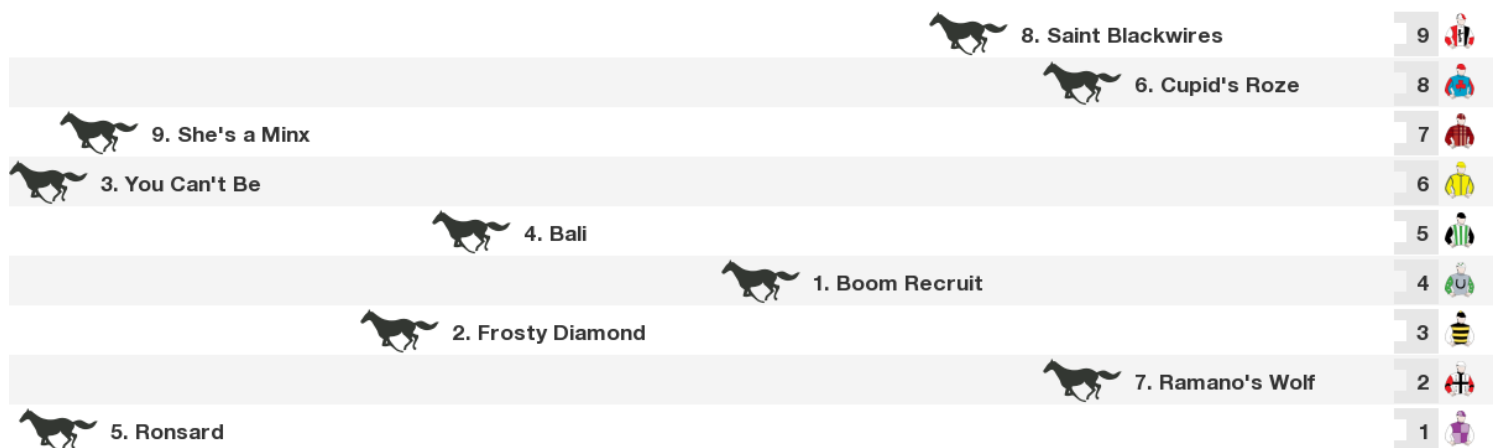 8. Saint Blackwires 9
6. Cupid's Roze 8
9. She's a Minx 7
3. You Can't Be 6
4. Bali 5
1. Boom Recruit 4
2. Frosty Diamond 3
7. Ramano's Wolf 2
5. Ronsard 1